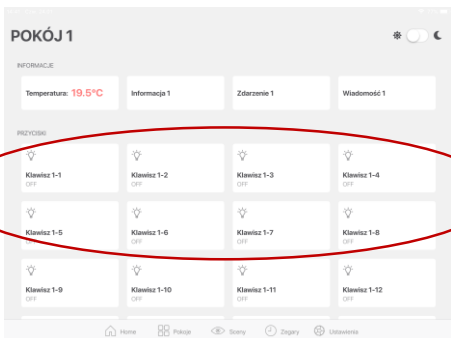 POKÓJ 1
INFORMACJE
Temperatura: 19.5°C Informacja 1 Zdarzenie 1 Wiadomość 1
PRZYCISKI
Klawisz 1-1 Klawisz 1-2 Klawisz 1-3 Klawisz 1-4
OFF OFF OFF OFF
Klawisz 1-5 Klawisz 1-6 Klawisz 1-7 Klawisz 1-8
OFF OFF OFF OFF
Klawisz 1-9 Klawisz 1-10 Klawisz 1-11 Klawisz 1-12
OFF OFF OFF OFF
Home Pokoje Sceny Zegary Ustawienia